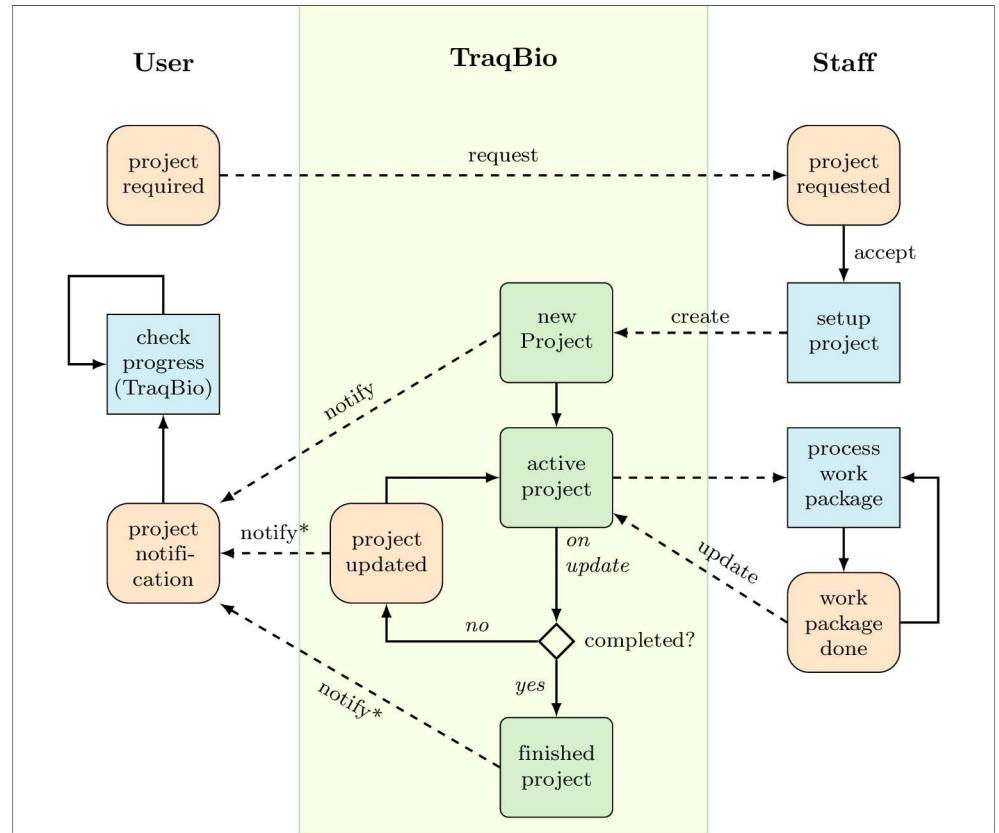 User
TraqBio
Staff
project
required
request
project
requested
accept
check
progress
(TraqBio)
new
Project
create
setup
project
notify
active
project
process
work
package
project
notifi-
cation
notify*
project
updated
on
update
update
work
package
done
no
completed?
yes
notify*
finished
project